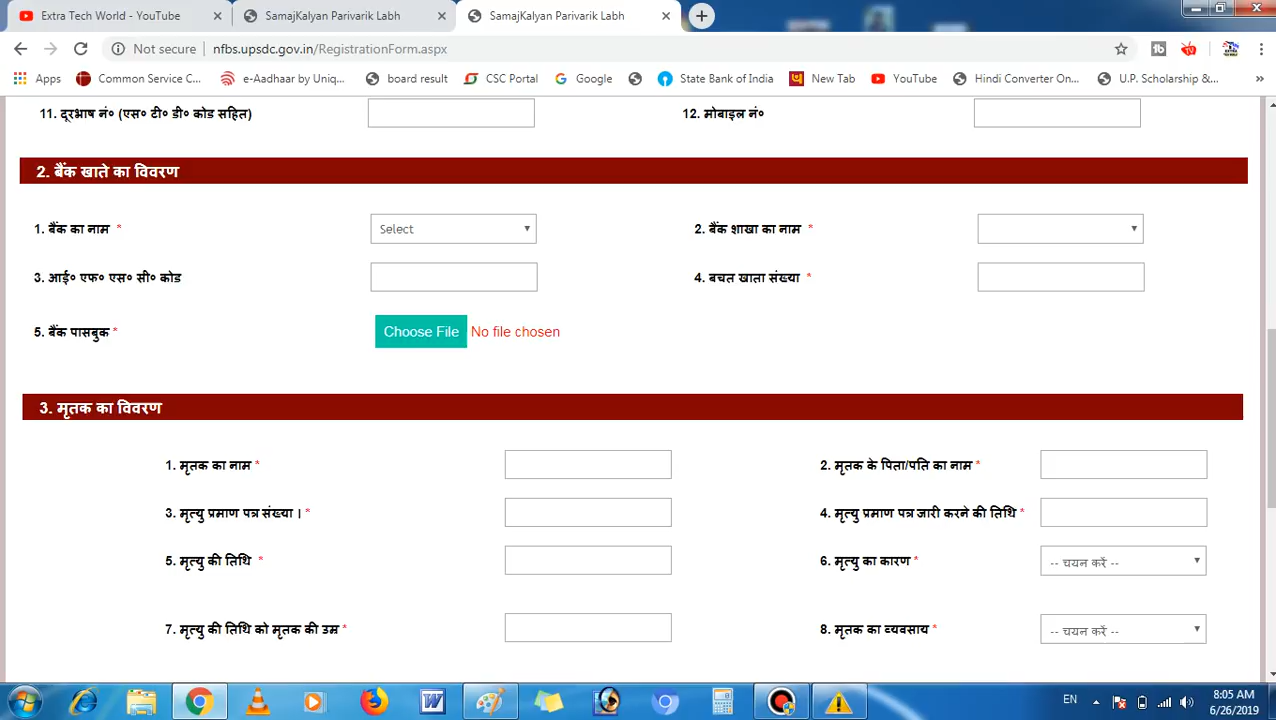 Extra Tech World - YouTube
SamajKalyan Parivarik Labh
SamajKalyan Parivarik Labh
Not secure | nfbs.upsdc.gov.in/RegistrationForm.aspx
Apps
Common Service C...
e-Aadhaar by Uniq...
board result
CSC Portal
Google
State Bank of India
New Tab
YouTube
Hindi Converter On...
U.P. Scholarship &...
11. दूरभाष नं० (एस० टी० डी० कोड सहित)
12. मोबाइल नं०
2. बैंक खाते का विवरण
1. बैंक का नाम *
Select
2. बैंक शाखा का नाम *
3. आई० एफ० एस० सी० कोड
4. बचत खाता संख्या *
5. बैंक पासबुक *
Choose File No file chosen
3. मृतक का विवरण
1. मृतक का नाम *
2. मृतक के पिता/पति का नाम *
3. मृत्यु प्रमाण पत्र संख्या । *
4. मृत्यु प्रमाण पत्र जारी करने की तिथि *
5. मृत्यु की तिथि *
6. मृत्यु का कारण *
-- चयन करें --
7. मृत्यु की तिथि को मृतक की उम्र *
8. मृतक का व्यवसाय *
-- चयन करें --
EN
8:05 AM
6/26/2019